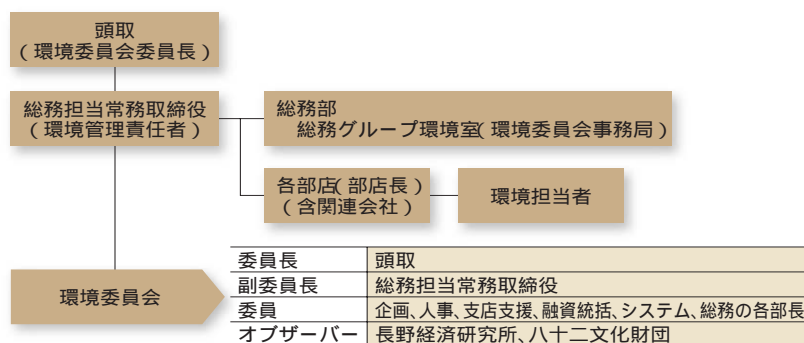 頭取
(環境委員会委員長)
総務担当常務取締役
(環境管理責任者)
総務部
総務グループ環境室(環境委員会事務局)
各部店(部店長)
(含関連会社)
環境担当者
環境委員会
委員長 頭取
副委員長 総務担当常務取締役
委員 企画、人事、支店支援、融資統括、システム、総務の各部長
オブザーバー 長野経済研究所、八十二文化財団